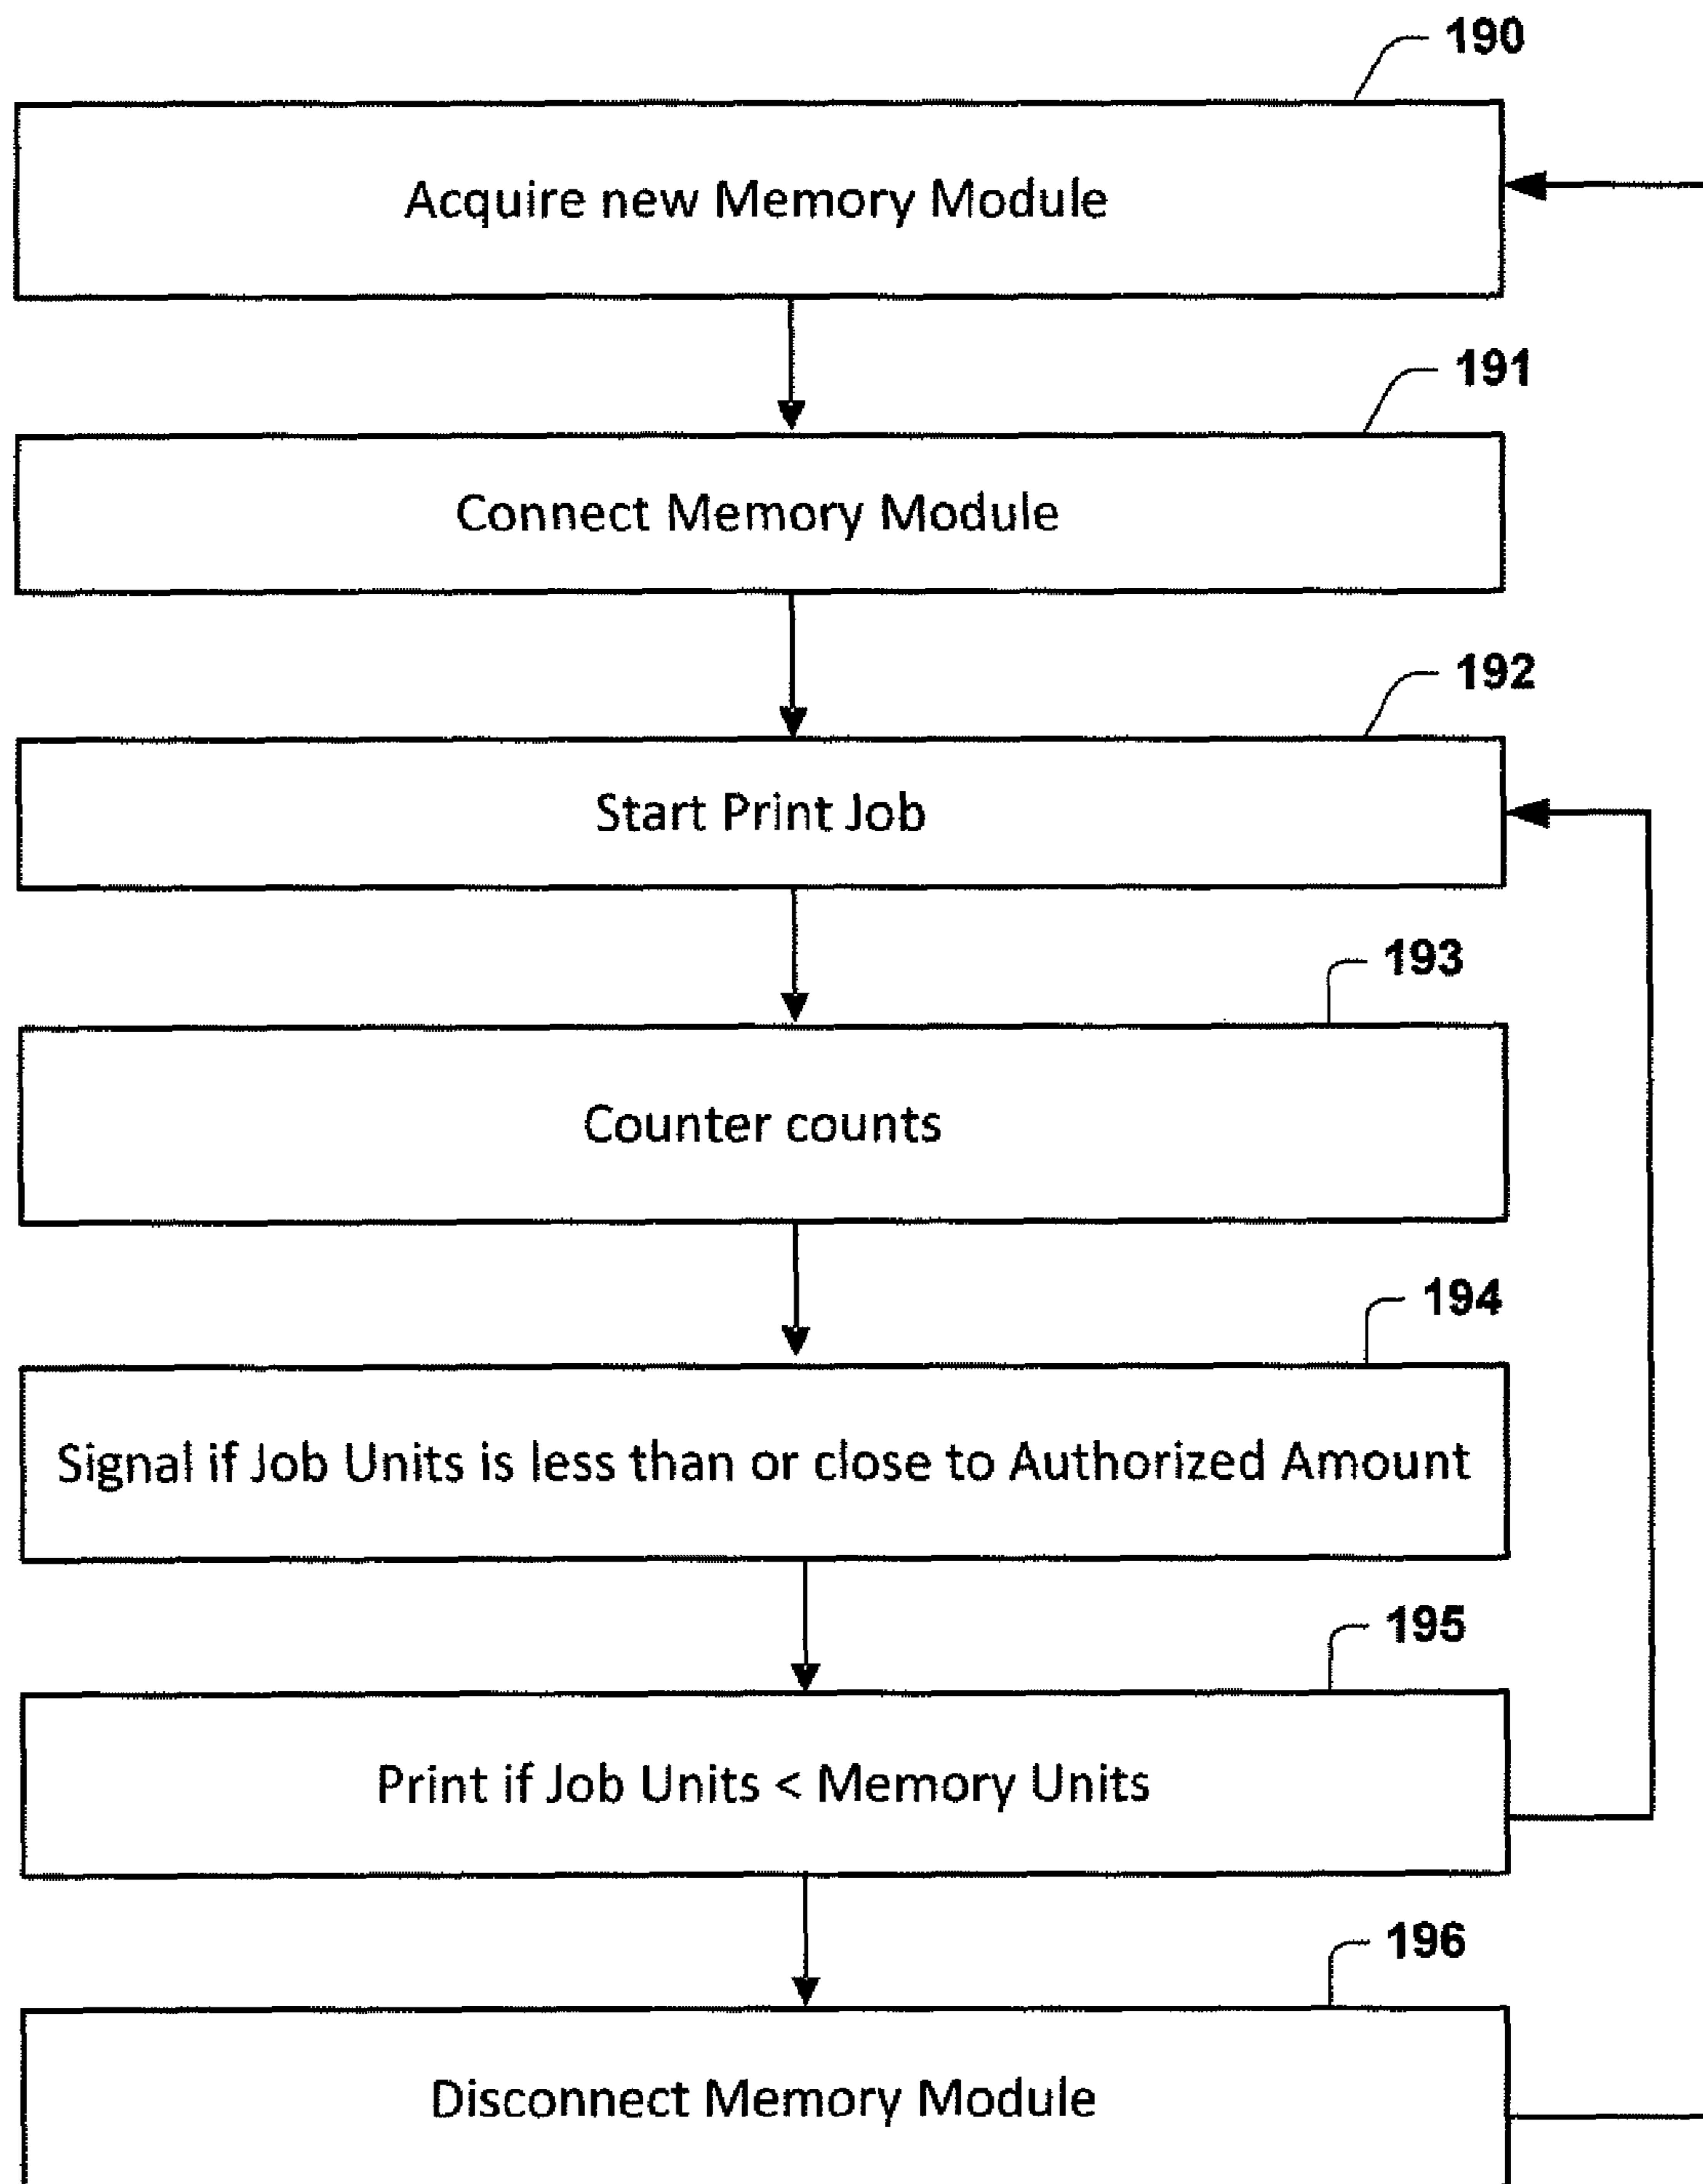 190
Acquire new Memory Module
191
Connect Memory Module
192
Start Print Job
193
Counter counts
194
Signal if Job Units is less than or close to Authorized Amount
195
Print if Job Units < Memory Units
196
Disconnect Memory Module